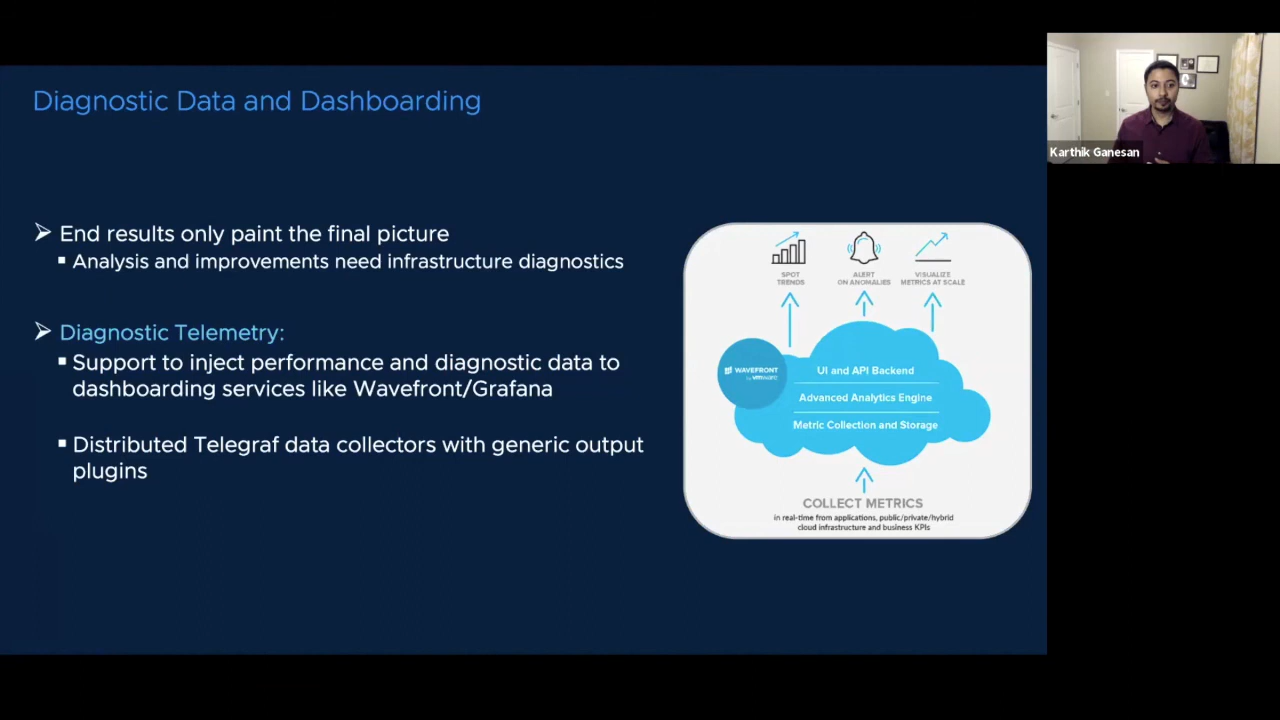 Diagnostic Data and Dashboarding
Karthik Ganesan
➢ End results only paint the final picture
▪ Analysis and improvements need infrastructure diagnostics
➢ Diagnostic Telemetry:
▪ Support to inject performance and diagnostic data to
dashboarding services like Wavefront/Grafana
▪ Distributed Telegraf data collectors with generic output
plugins
SPOT
TRENDS
ALERT
ON ANOMALIES
VISUALIZE
METRICS AT SCALE
WAVEFRONT
by vmware
UI and API Backend
Advanced Analytics Engine
Metric Collection and Storage
COLLECT METRICS
in real-time from applications, public/private/hybrid
cloud infrastructure and business KPIs